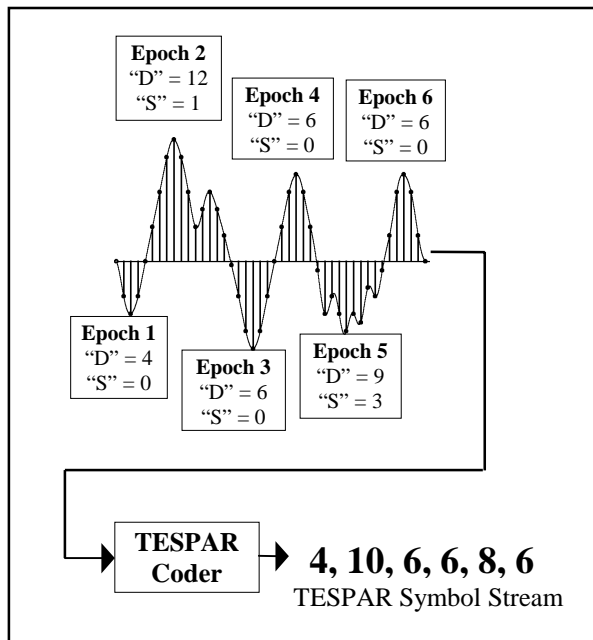 Epoch 2
“D” = 12
“S” = 1
Epoch 4
“D” = 6
“S” = 0
Epoch 6
“D” = 6
“S” = 0
Epoch 1
“D” = 4
“S” = 0
Epoch 3
“D” = 6
“S” = 0
Epoch 5
“D” = 9
“S” = 3
TESPAR
Coder
4, 10, 6, 6, 8, 6
TESPAR Symbol Stream